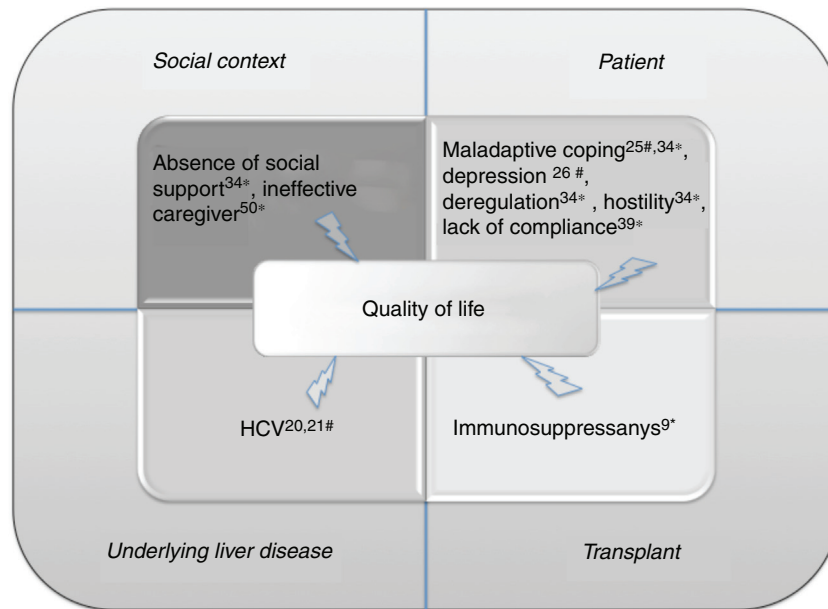 Social context
Patient
Absence of social
support34*, ineffective
caregiver50*
Maladaptive coping25#,34*,
depression 26 #,
deregulation34* , hostility34*,
lack of compliance39*
Quality of life
HCV20,21#
Immunosuppressanys9*
Underlying liver disease
Transplant